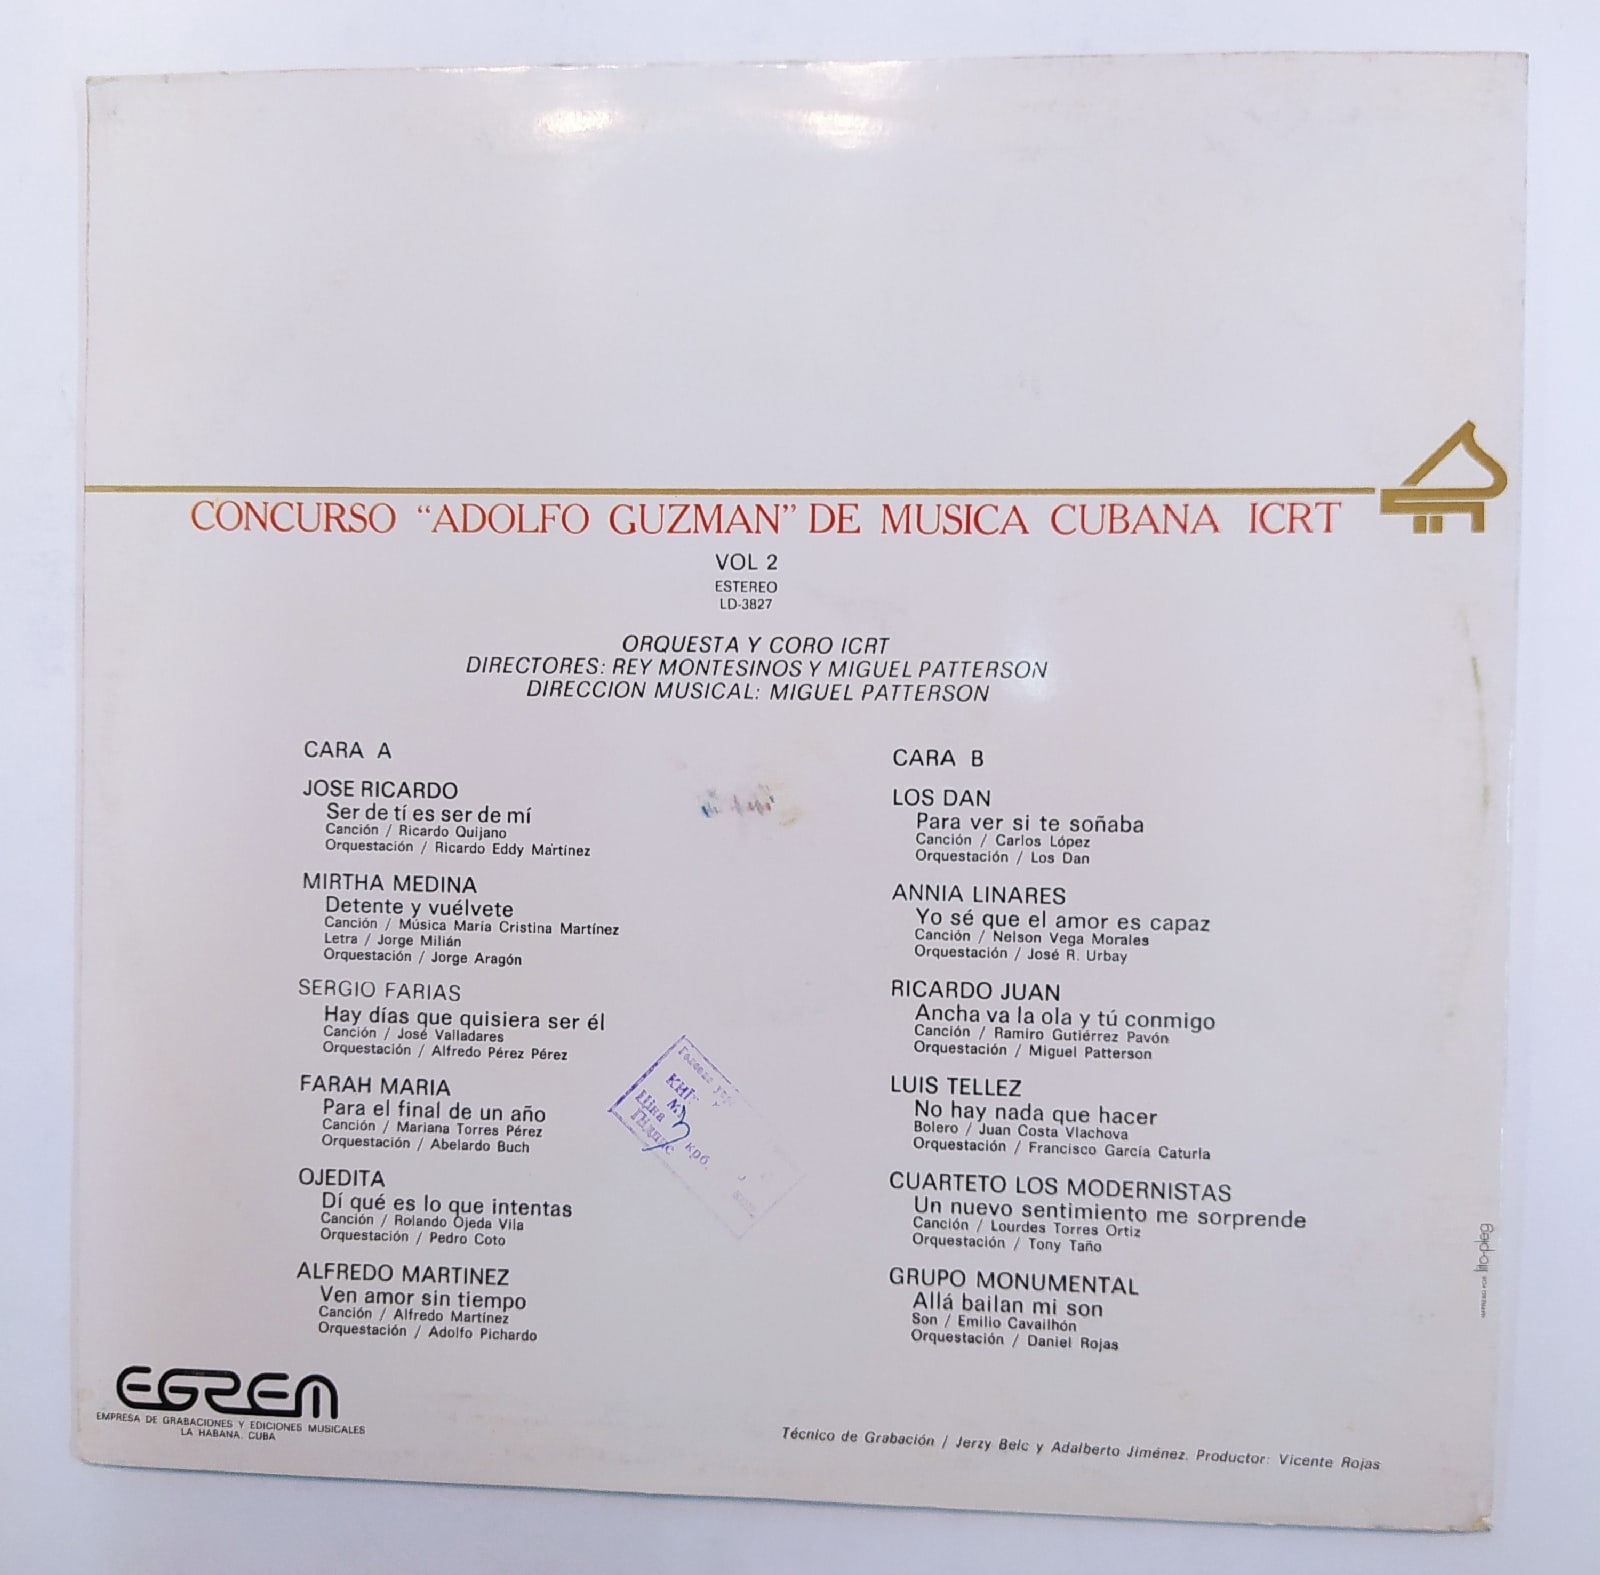 CONCURSO “ADOLFO GUZMAN” DE MUSICA CUBANA ICRT
VOL 2
ESTEREO
LD-3827
ORQUESTA Y CORO ICRT
DIRECTORES: REY MONTESINOS Y MIGUEL PATTERSON
DIRECCION MUSICAL: MIGUEL PATTERSON
CARA A
JOSE RICARDO
Ser de tí es ser de mí
Canción / Ricardo Quijano
Orquestación / Ricardo Eddy Martínez
MIRTHA MEDINA
Detente y vuélvete
Canción / Música María Cristina Martínez
Letra / Jorge Milián
Orquestación / Jorge Aragón
SERGIO FARIAS
Hay días que quisiera ser él
Canción / José Valladares
Orquestación / Alfredo Pérez Pérez
FARAH MARIA
Para el final de un año
Canción / Mariana Torres Pérez
Orquestación / Abelardo Buch
OJEDITA
Dí qué es lo que intentas
Canción / Rolando Ojeda Vila
Orquestación / Pedro Coto
ALFREDO MARTINEZ
Ven amor sin tiempo
Canción / Alfredo Martínez
Orquestación / Adolfo Pichardo
CARA B
LOS DAN
Para ver si te soñaba
Canción / Carlos López
Orquestación / Los Dan
ANNIA LINARES
Yo sé que el amor es capaz
Canción / Nelson Vega Morales
Orquestación / José R. Urbay
RICARDO JUAN
Ancha va la ola y tú conmigo
Canción / Ramiro Gutiérrez Pavón
Orquestación / Miguel Patterson
LUIS TELLEZ
No hay nada que hacer
Bolero / Juan Costa Vlachova
Orquestación / Francisco García Caturla
CUARTETO LOS MODERNISTAS
Un nuevo sentimiento me sorprende
Canción / Lourdes Torres Ortiz
Orquestación / Tony Taño
GRUPO MONUMENTAL
Allá bailan mi son
Son / Emilio Cavailhón
Orquestación / Daniel Rojas
Ціна крб.
IMPRESO POR lito-pleg
EGREM
EMPRESA DE GRABACIONES Y EDICIONES MUSICALES
LA HABANA. CUBA
Técnico de Grabación / Jerzy Belc y Adalberto Jiménez. Productor: Vicente Rojas